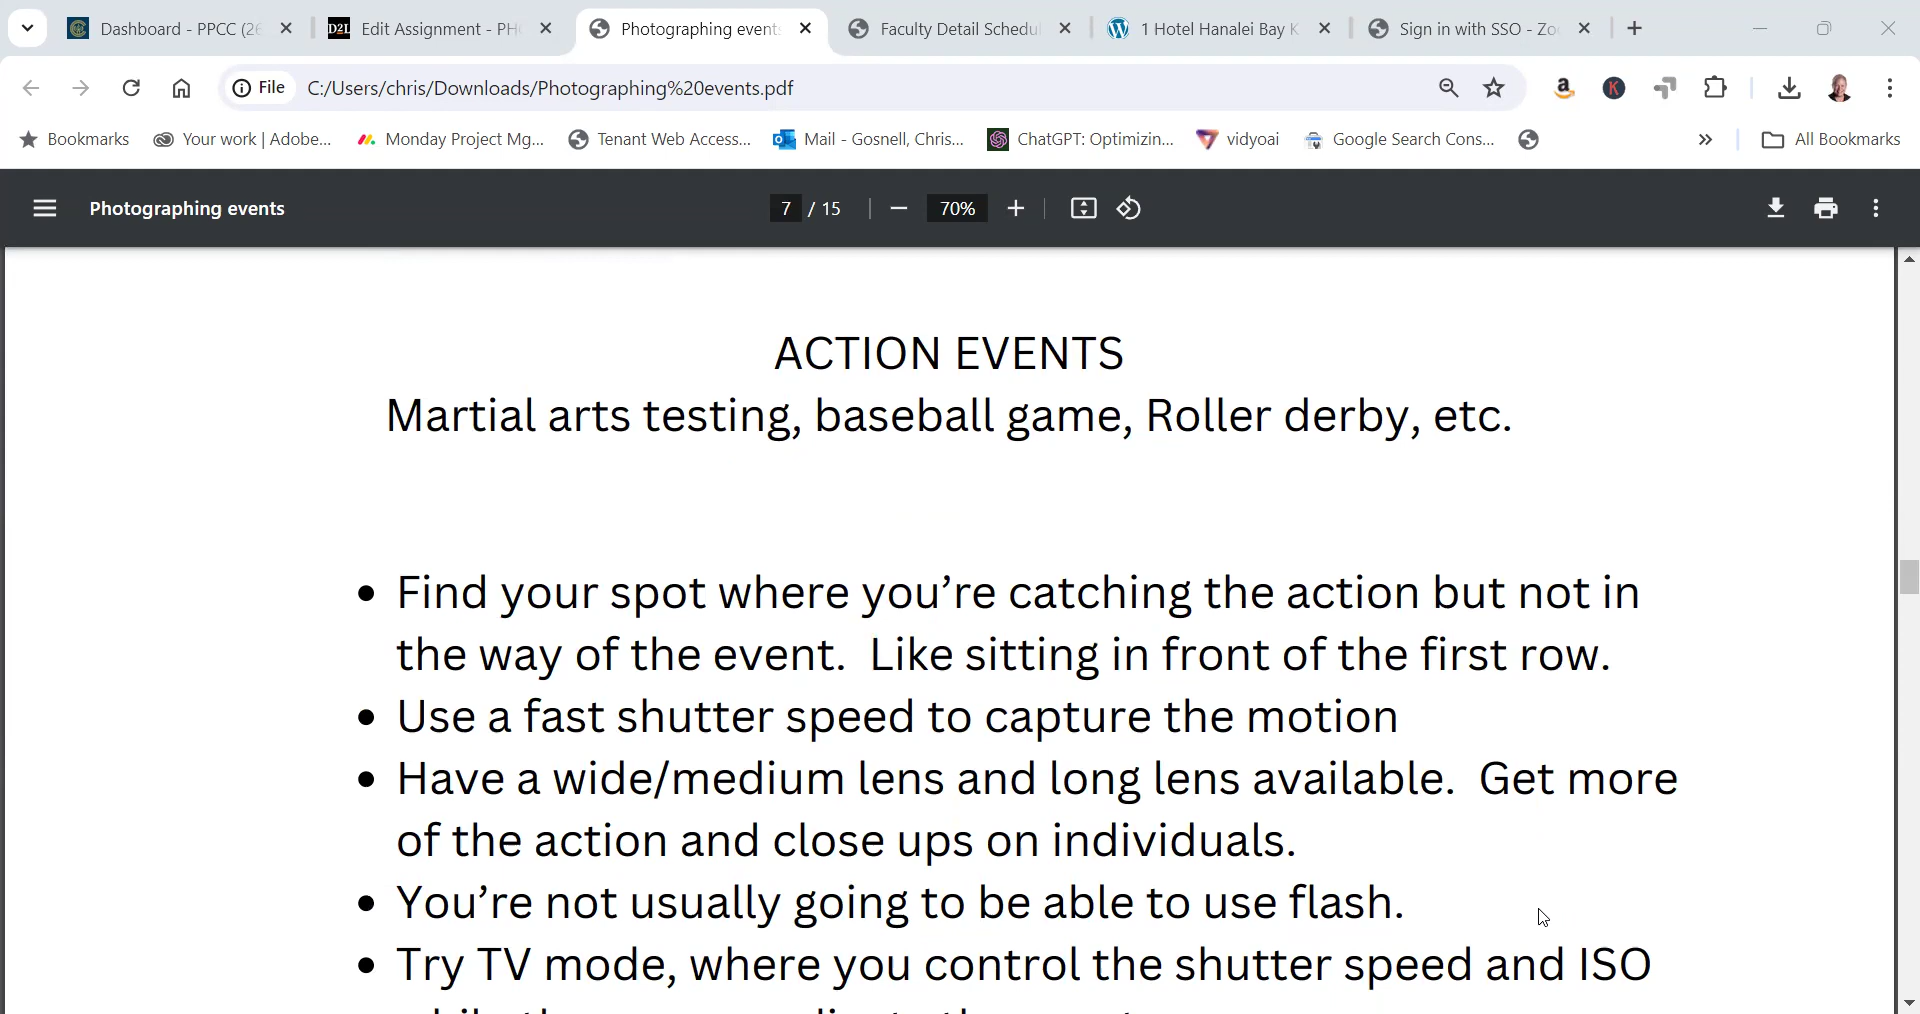 Dashboard - PPCC (26
D2L Edit Assignment - PHO
Photographing event
Faculty Detail Schedul
1 Hotel Hanalei Bay K
Sign in with SSO - Zo
File C:/Users/chris/Downloads/Photographing%20events.pdf
a K
Bookmarks
Your work | Adobe...
Monday Project Mg...
Tenant Web Access...
Mail - Gosnell, Chris...
ChatGPT: Optimizin...
vidyoai
Google Search Cons...
All Bookmarks
Photographing events
7 / 15
70%
ACTION EVENTS
Martial arts testing, baseball game, Roller derby, etc.
• Find your spot where you’re catching the action but not in
the way of the event.  Like sitting in front of the first row.
• Use a fast shutter speed to capture the motion
• Have a wide/medium lens and long lens available.  Get more
of the action and close ups on individuals.
• You’re not usually going to be able to use flash.
• Try TV mode, where you control the shutter speed and ISO